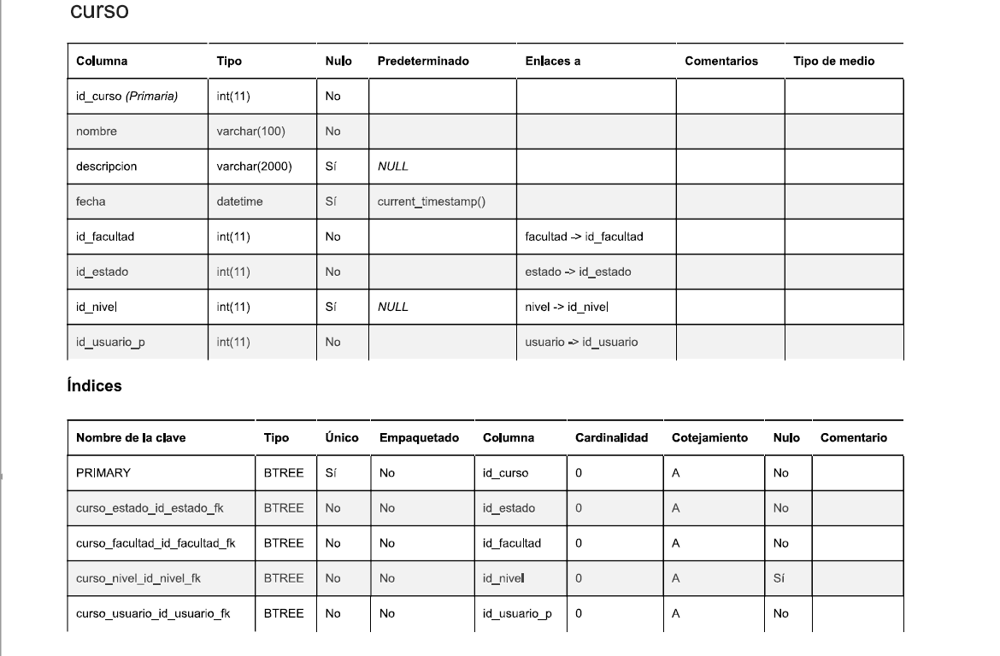 curso
Columna Tipo Nulo Predeterminado Enlaces a Comentarios Tipo de medio
id_curso (Primaria) int(11) No
nombre varchar(100) No
descripcion varchar(2000) Sí NULL
fecha datetime Sí current_timestamp()
id_facultad int(11) No facultad -> id_facultad
id_estado int(11) No estado -> id_estado
id_nivel int(11) Sí NULL nivel -> id_nivel
id_usuario_p int(11) No usuario -> id_usuario
Índices
Nombre de la clave Tipo Único Empaquetado Columna Cardinalidad Cotejamiento Nulo Comentario
PRIMARY BTREE Sí No id_curso 0 A No
curso_estado_id_estado_fk BTREE No No id_estado 0 A No
curso_facultad_id_facultad_fk BTREE No No id_facultad 0 A No
curso_nivel_id_nivel_fk BTREE No No id_nivel 0 A Sí
curso_usuario_id_usuario_fk BTREE No No id_usuario_p 0 A No